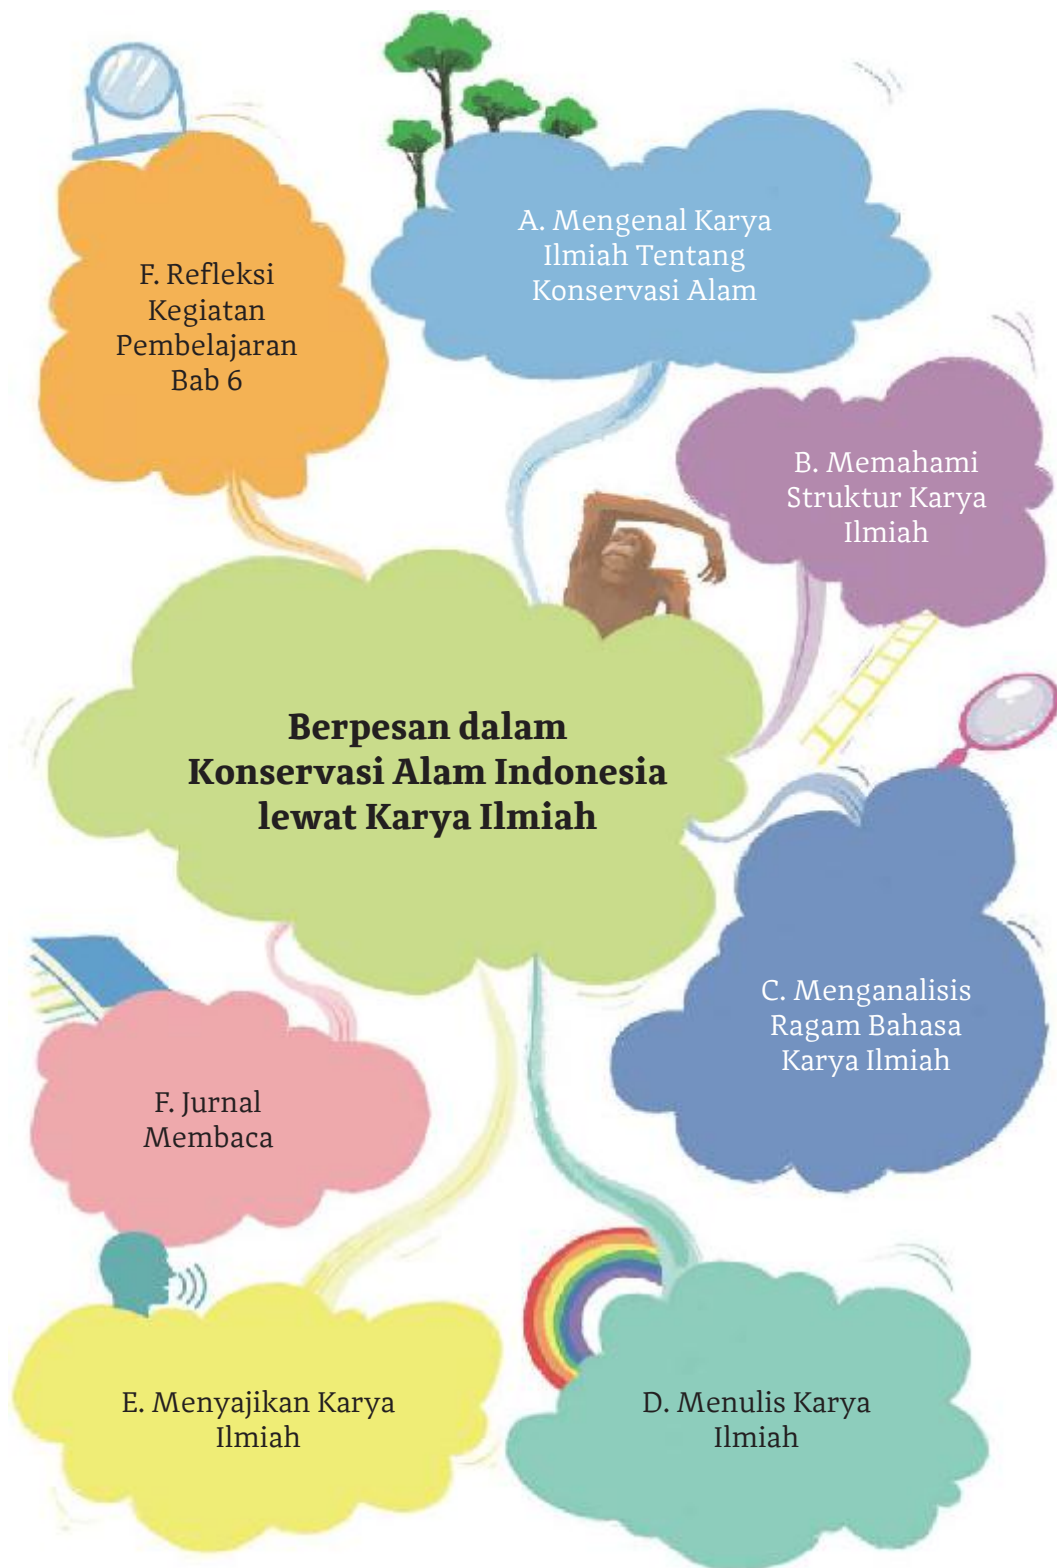 Berpesan dalam
Konservasi Alam Indonesia
lewat Karya Ilmiah
A. Mengenal Karya
Ilmiah Tentang
Konservasi Alam
B. Memahami
Struktur Karya
Ilmiah
C. Menganalisis
Ragam Bahasa
Karya Ilmiah
D. Menulis Karya
Ilmiah
E. Menyajikan Karya
Ilmiah
F. Jurnal
Membaca
F. Refleksi
Kegiatan
Pembelajaran
Bab 6